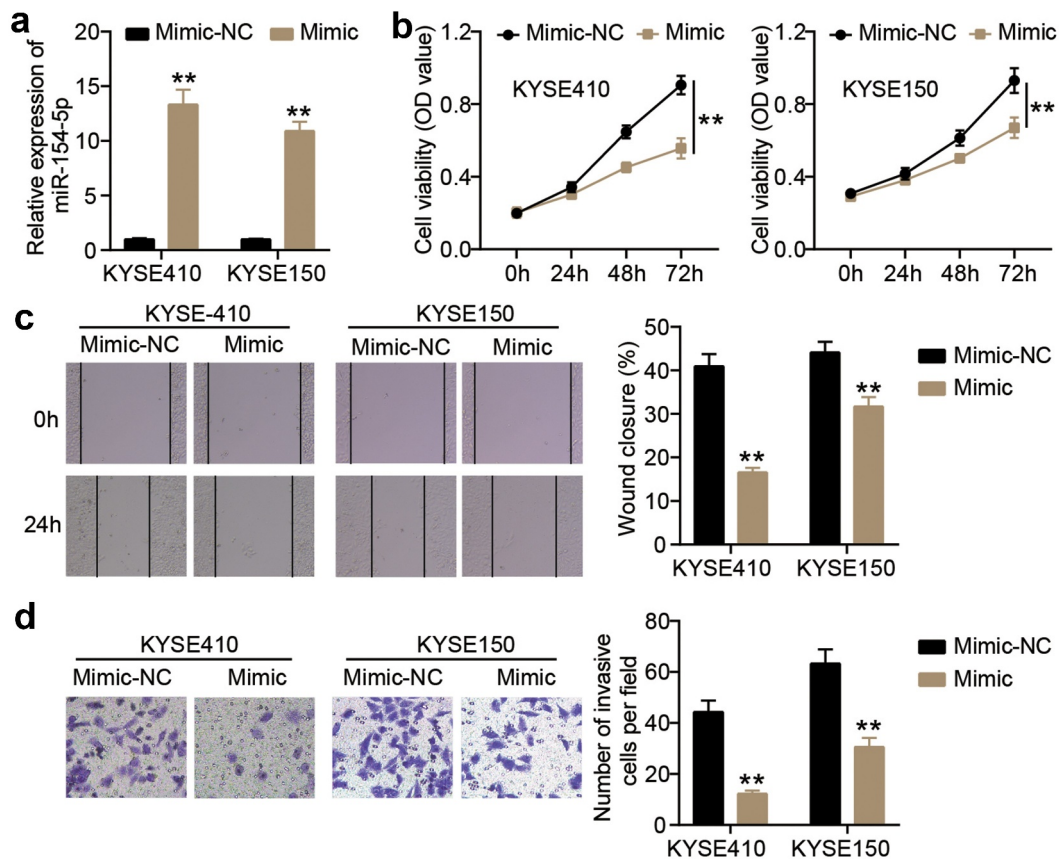 a
Mimic-NC Mimic
Relative expression of
miR-154-5p
20
15
10
5
0
** **
KYSE410 KYSE150
b
Mimic-NC Mimic
Cell viability (OD value)
1.2
0.8
0.4
0.0
KYSE410
**
0h 24h 48h 72h
Mimic-NC Mimic
Cell viability (OD value)
1.2
0.8
0.4
0.0
KYSE150
**
0h 24h 48h 72h
c
KYSE-410 KYSE150
Mimic-NC Mimic Mimic-NC Mimic
0h
24h
Wound closure (%)
50
40
30
20
10
0
** **
KYSE410 KYSE150
Mimic-NC
Mimic
d
KYSE410 KYSE150
Mimic-NC Mimic Mimic-NC Mimic
Number of invasive
cells per field
80
60
40
20
0
** **
KYSE410 KYSE150
Mimic-NC
Mimic